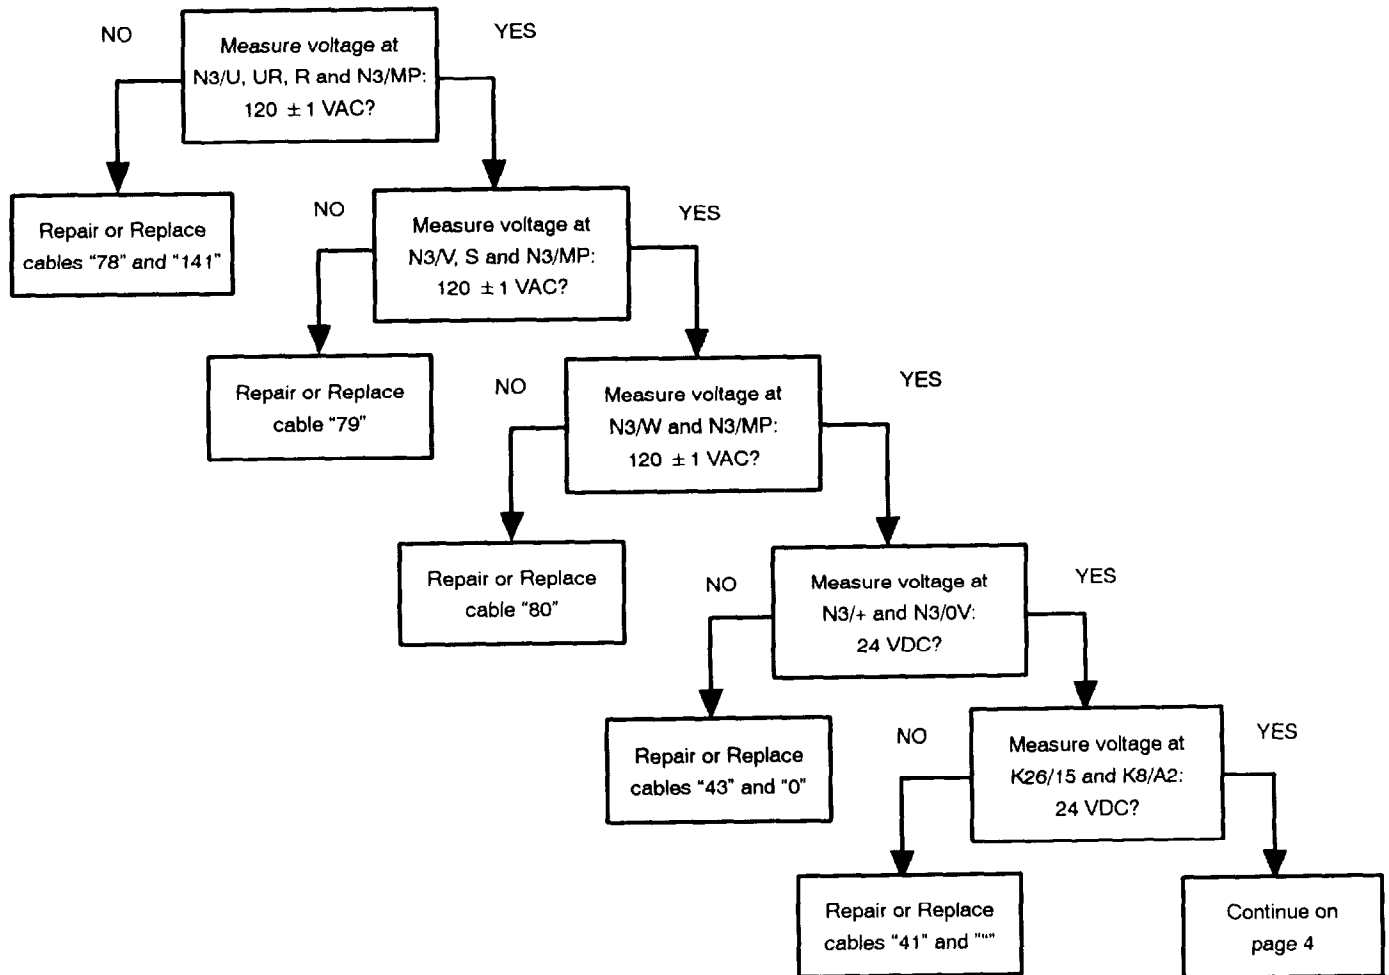 NO
YES
Measure voltage at
N3/U, UR, R and N3/MP:
120 ± 1 VAC?
Repair or Replace
cables "78" and "141"
NO
YES
Measure voltage at
N3/V, S and N3/MP:
120 ± 1 VAC?
Repair or Replace
cable "79"
NO
YES
Measure voltage at
N3/W and N3/MP:
120 ± 1 VAC?
Repair or Replace
cable "80"
NO
YES
Measure voltage at
N3/+ and N3/0V:
24 VDC?
Repair or Replace
cables "43" and "0"
NO
YES
Measure voltage at
K26/15 and K8/A2:
24 VDC?
Repair or Replace
cables "41" and """
Continue on
page 4